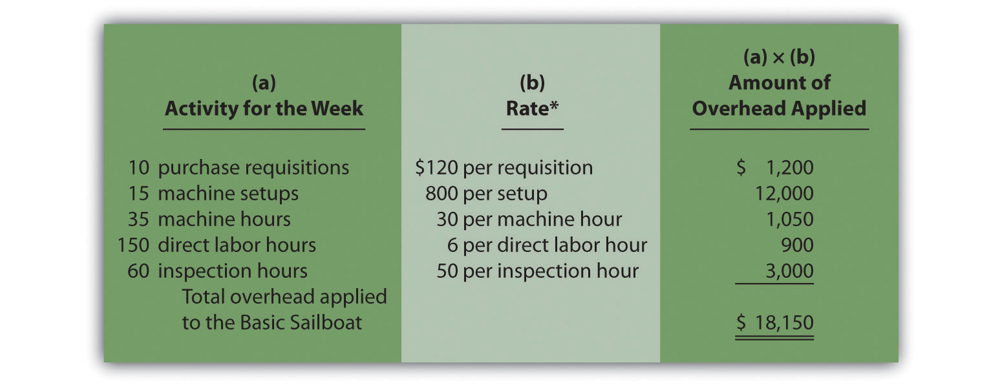 (a) × (b)
(a) (b) Amount of
Activity for the Week Rate* Overhead Applied
10 purchase requisitions $120 per requisition $ 1,200
15 machine setups 800 per setup 12,000
35 machine hours 30 per machine hour 1,050
150 direct labor hours 6 per direct labor hour 900
60 inspection hours 50 per inspection hour 3,000
Total overhead applied
to the Basic Sailboat $ 18,150